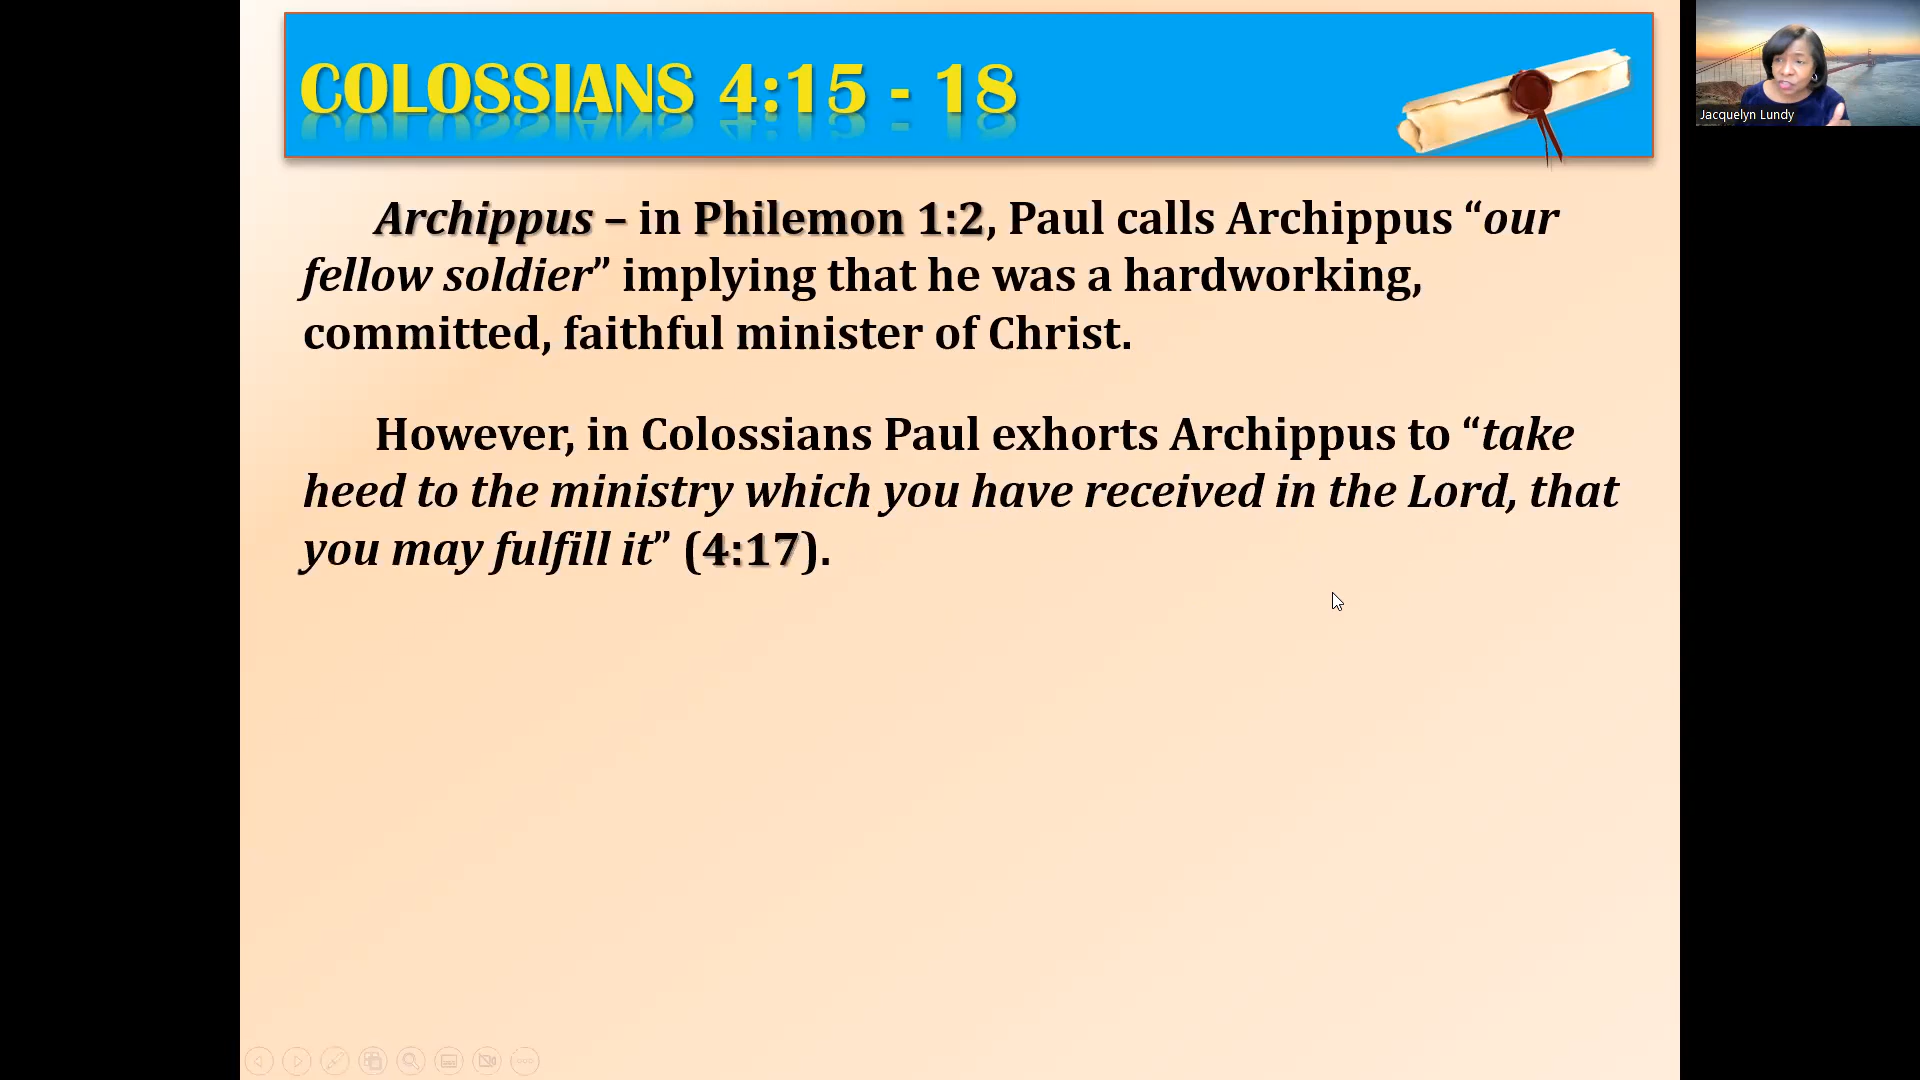 COLOSSIANS 4:15 - 18
Jacquelyn Lundy
Archippus – in Philemon 1:2, Paul calls Archippus “our
fellow soldier” implying that he was a hardworking,
committed, faithful minister of Christ.
However, in Colossians Paul exhorts Archippus to “take
heed to the ministry which you have received in the Lord, that
you may fulfill it” (4:17).